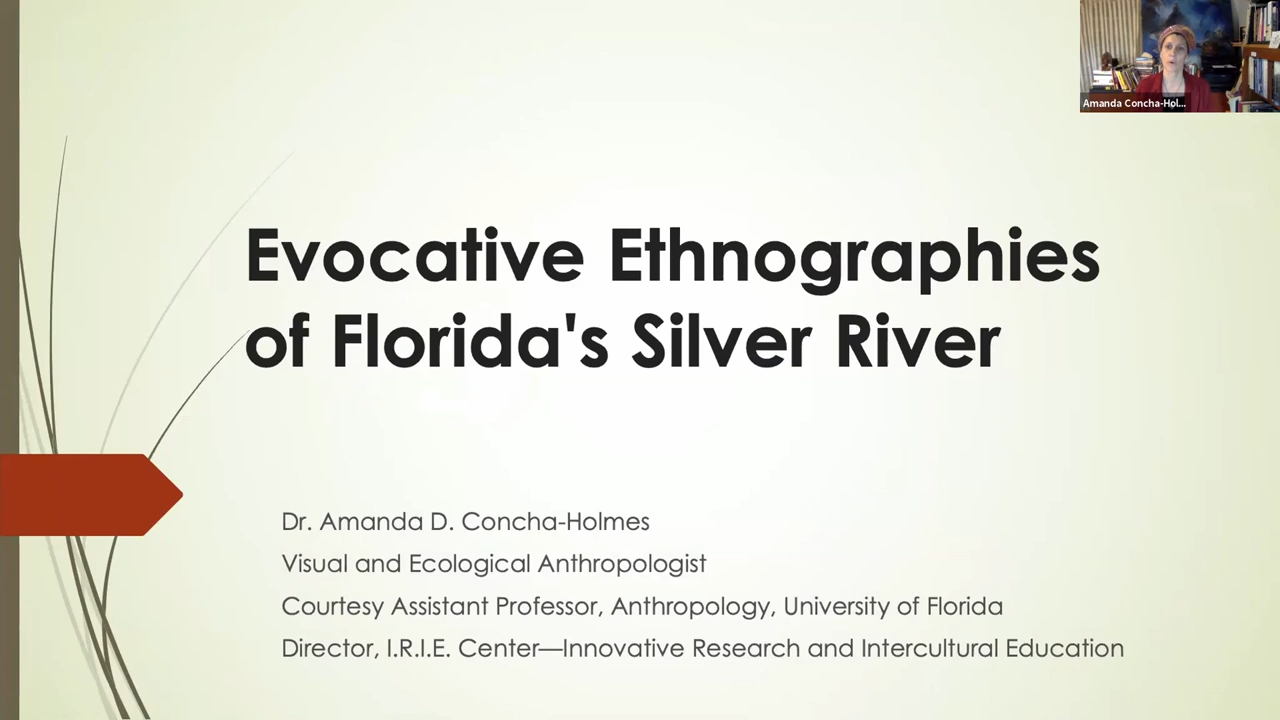 Amanda Concha-Hol...
Evocative Ethnographies
of Florida's Silver River
Dr. Amanda D. Concha-Holmes
Visual and Ecological Anthropologist
Courtesy Assistant Professor, Anthropology, University of Florida
Director, I.R.I.E. Center—Innovative Research and Intercultural Education